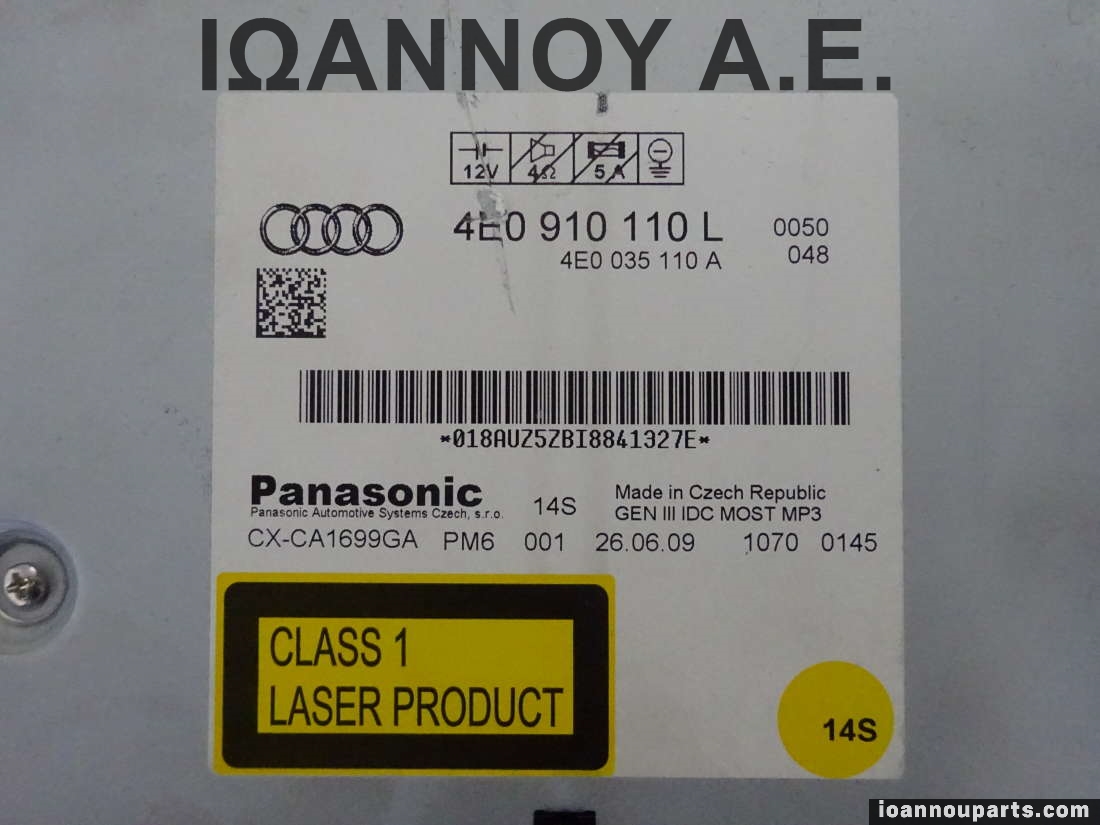 ΙΩΑΝΝΟΥ Α.Ε.
12V 4Ω 5A
4E0 910 110 L 0050
4E0 035 110 A 048
*018AUZ5ZBI8841327E*
Panasonic 14S Made in Czech Republic
Panasonic Automotive Systems Czech, s.r.o. GEN III IDC MOST MP3
CX-CA1699GA PM6 001 26.06.09 1070 0145
CLASS 1
LASER PRODUCT
14S
ioannouparts.com